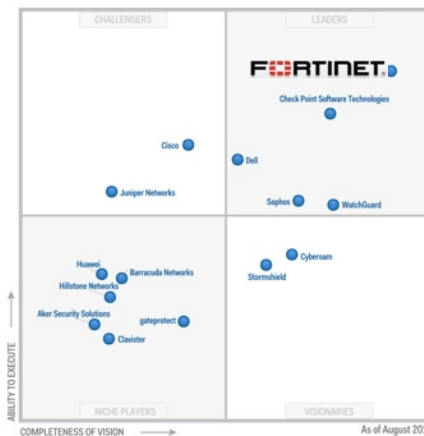 CHALLENGERS
LEADERS
FORTINET
Check Point Software Technologies
Cisco
Dell
Juniper Networks
Sophos
WatchGuard
Huawei
Barracuda Networks
Hillstone Networks
Aker Security Solutions
gateprotect
Clavister
Cyberoam
Stormshield
ABILITY TO EXECUTE
NICHE PLAYERS
VISIONARIES
COMPLETENESS OF VISION
As of August